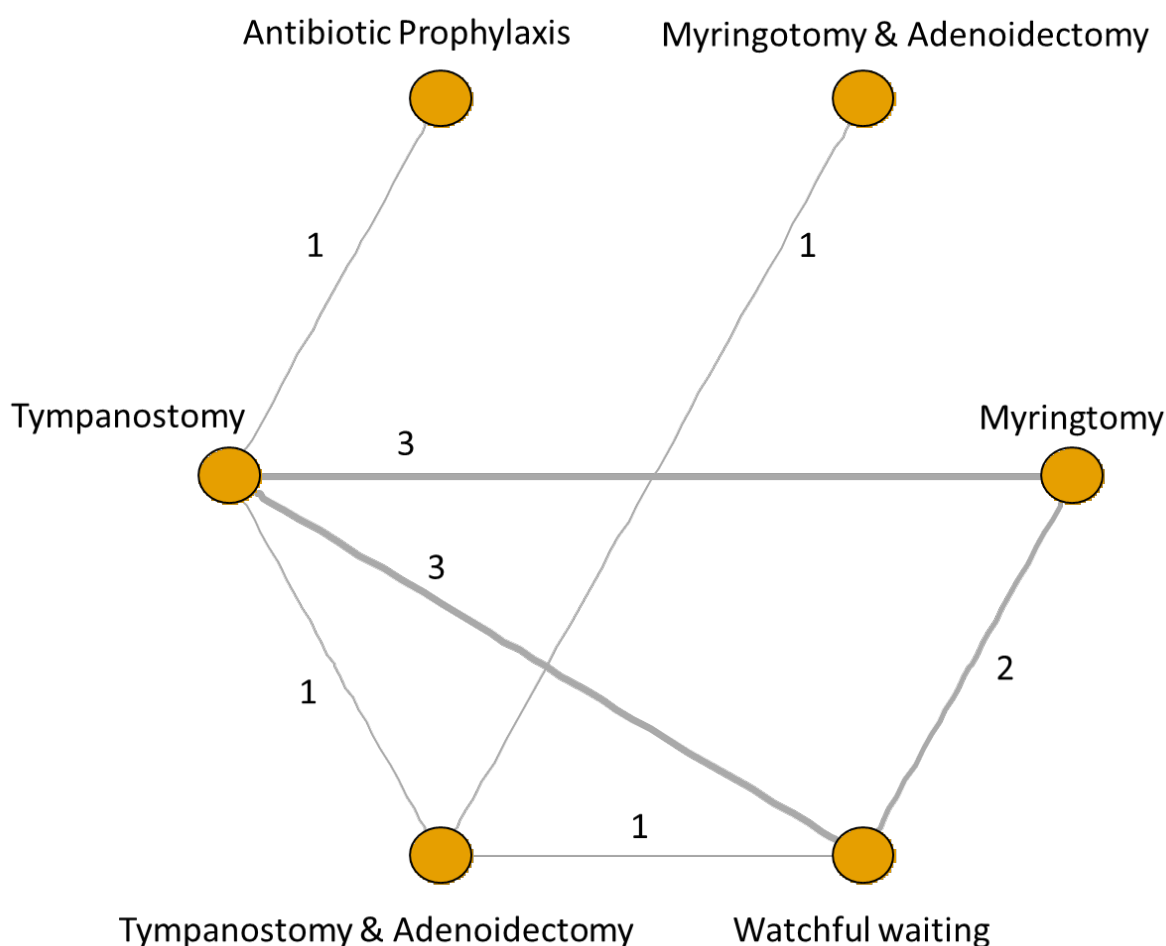 Antibiotic Prophylaxis
Myringotomy & Adenoidectomy
1
1
Tympanostomy
Myringtomy
3
3
2
1
1
Tympanostomy & Adenoidectomy
Watchful waiting